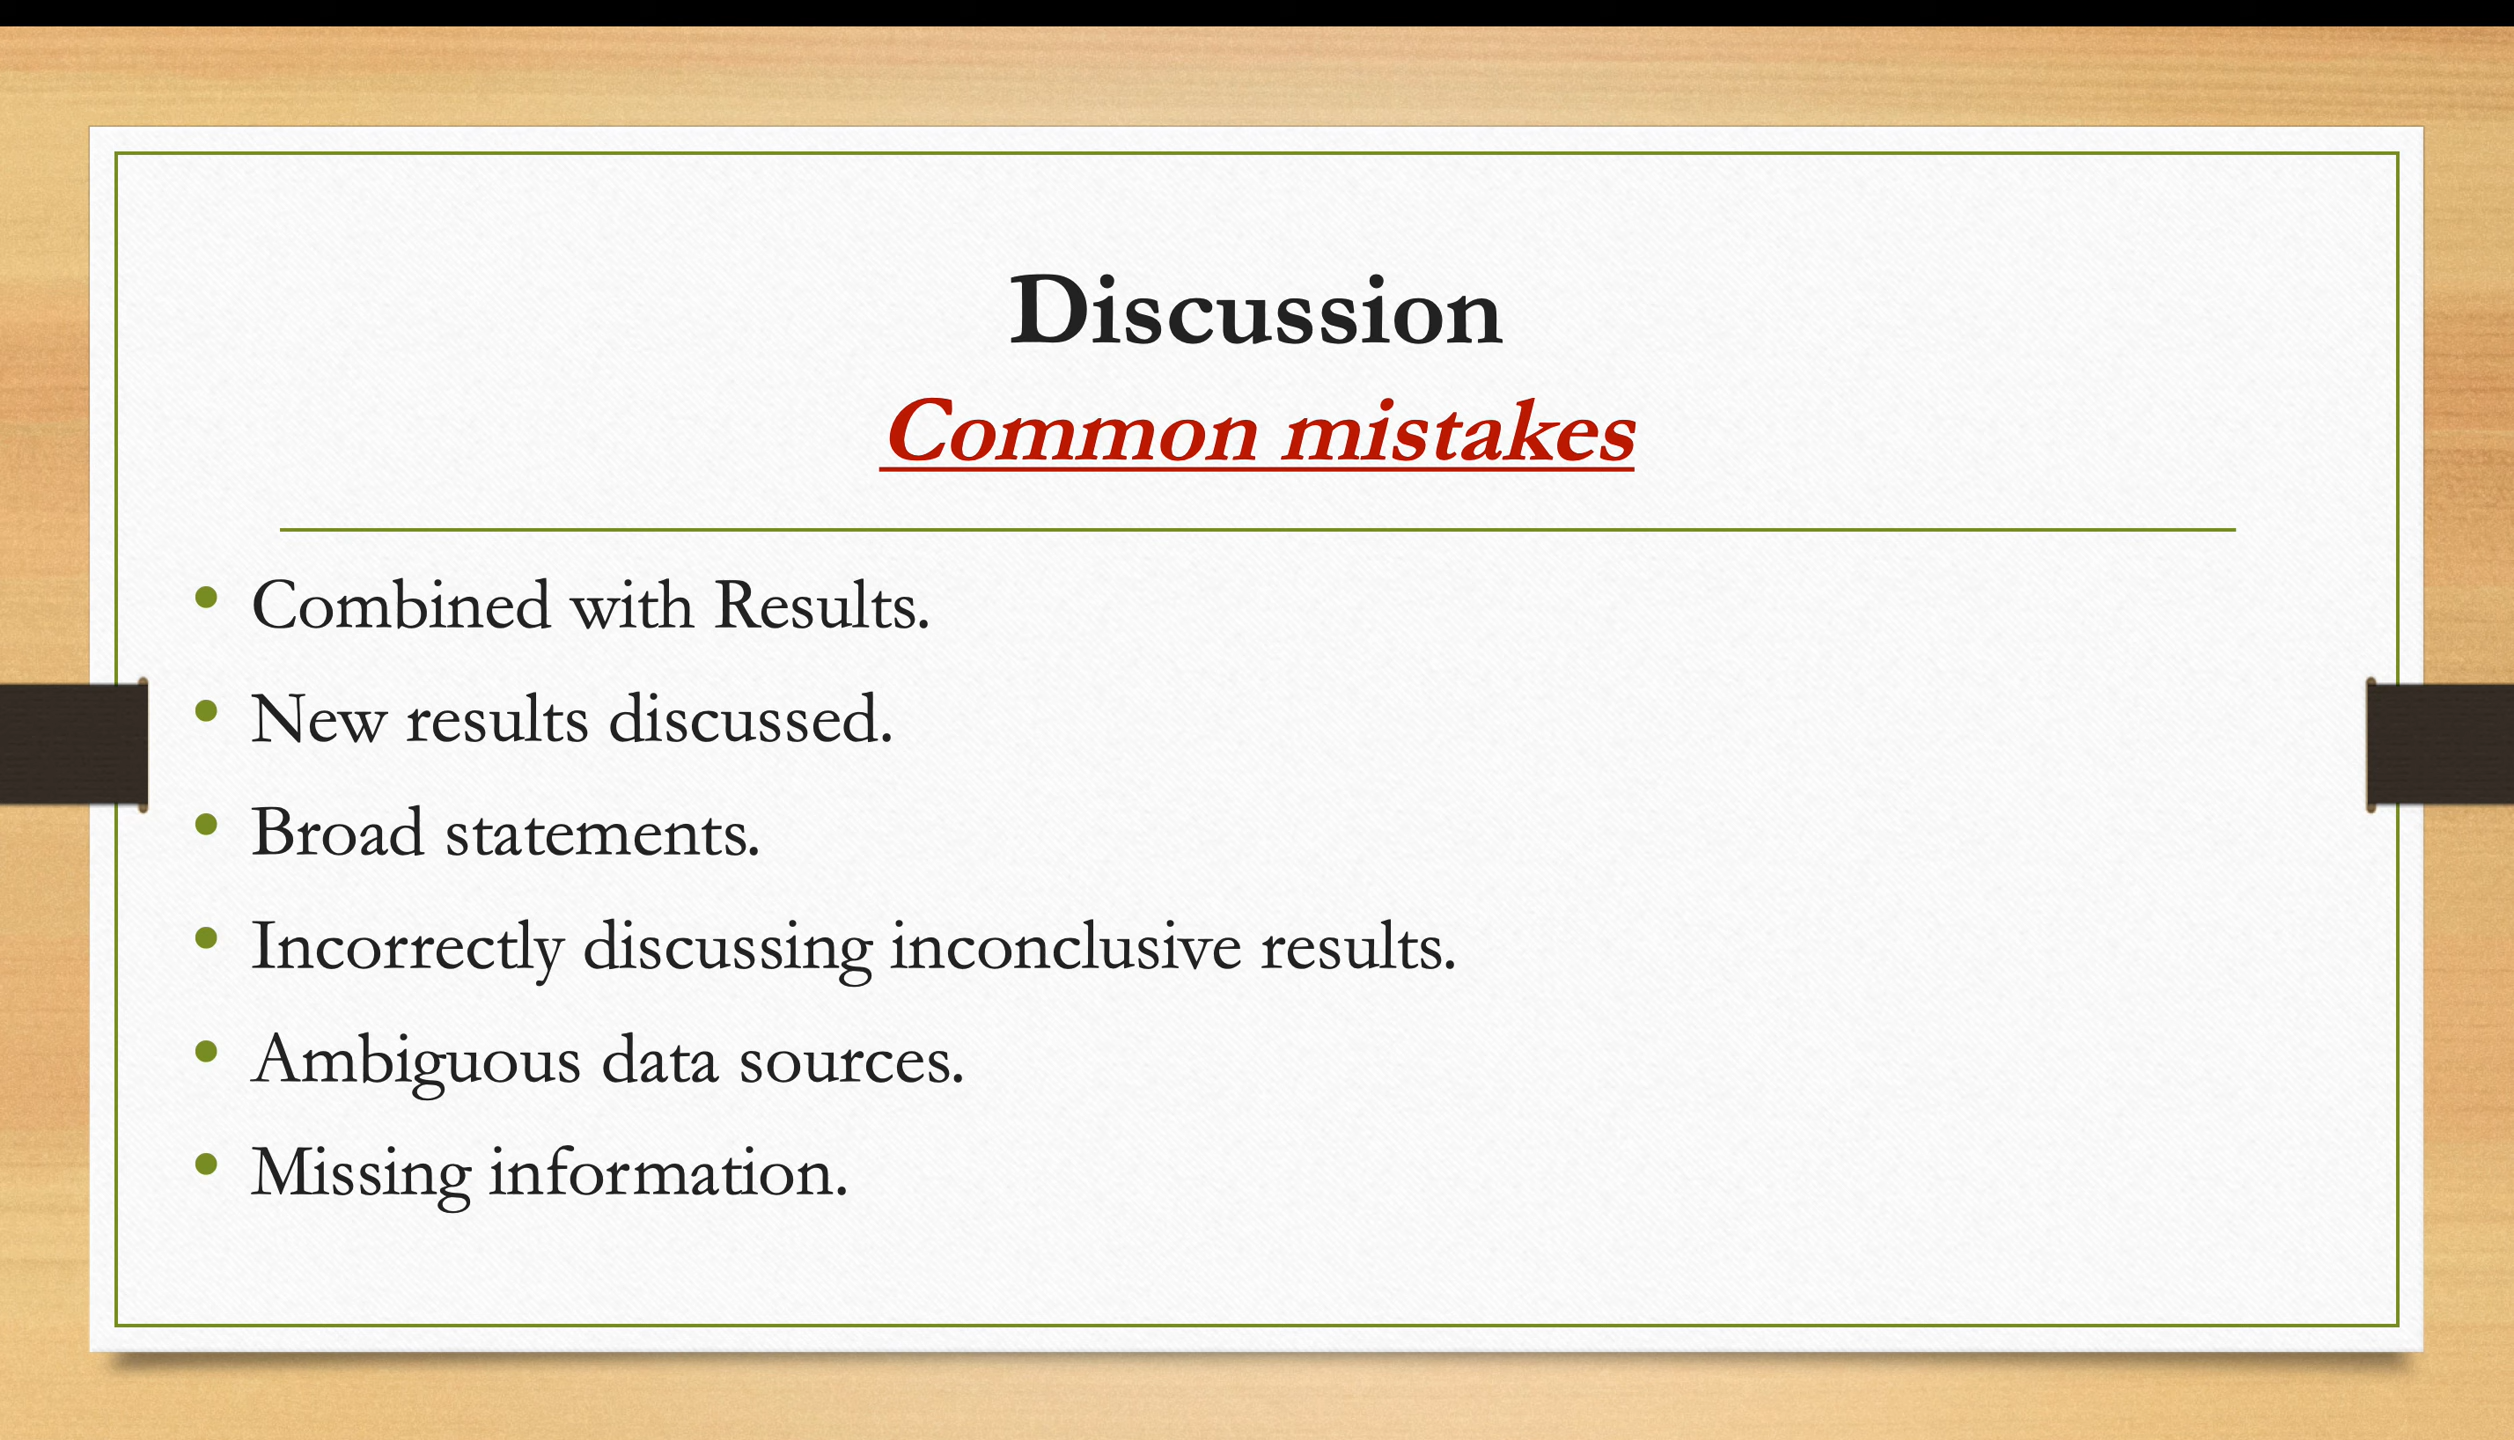 Discussion
Common mistakes
• Combined with Results.
• New results discussed.
• Broad statements.
• Incorrectly discussing inconclusive results.
• Ambiguous data sources.
• Missing information.